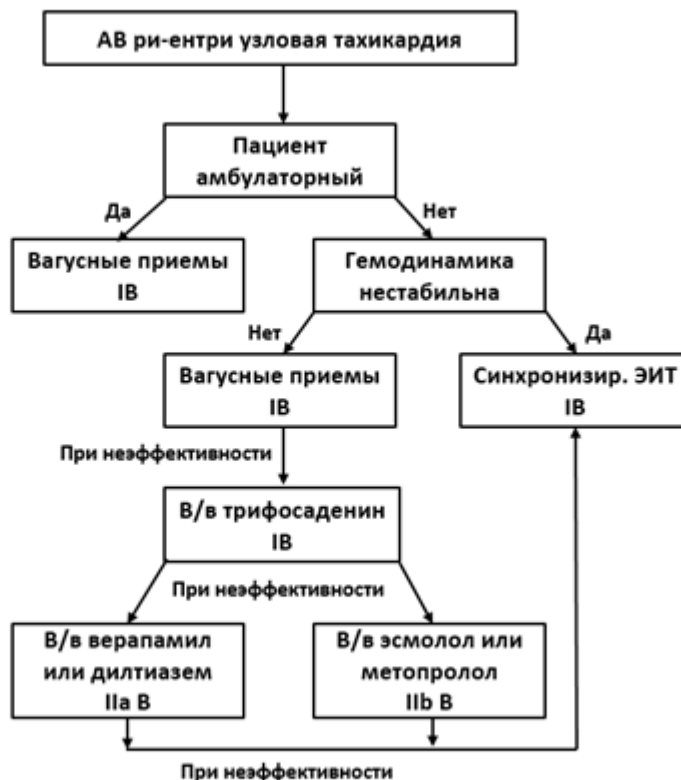 АВ ри-ентри узловая тахикардия
Пациент
амбулаторный
Да
Нет
Вагусные приемы
IB
Гемодинамика
нестабильна
Нет
Да
Вагусные приемы
IB
Синхронизир. ЭИТ
IB
При неэффективности
В/в трифосаденин
IB
При неэффективности
В/в верапамил
или дилтиазем
IIa B
В/в эсмолол или
метопролол
IIb B
При неэффективности